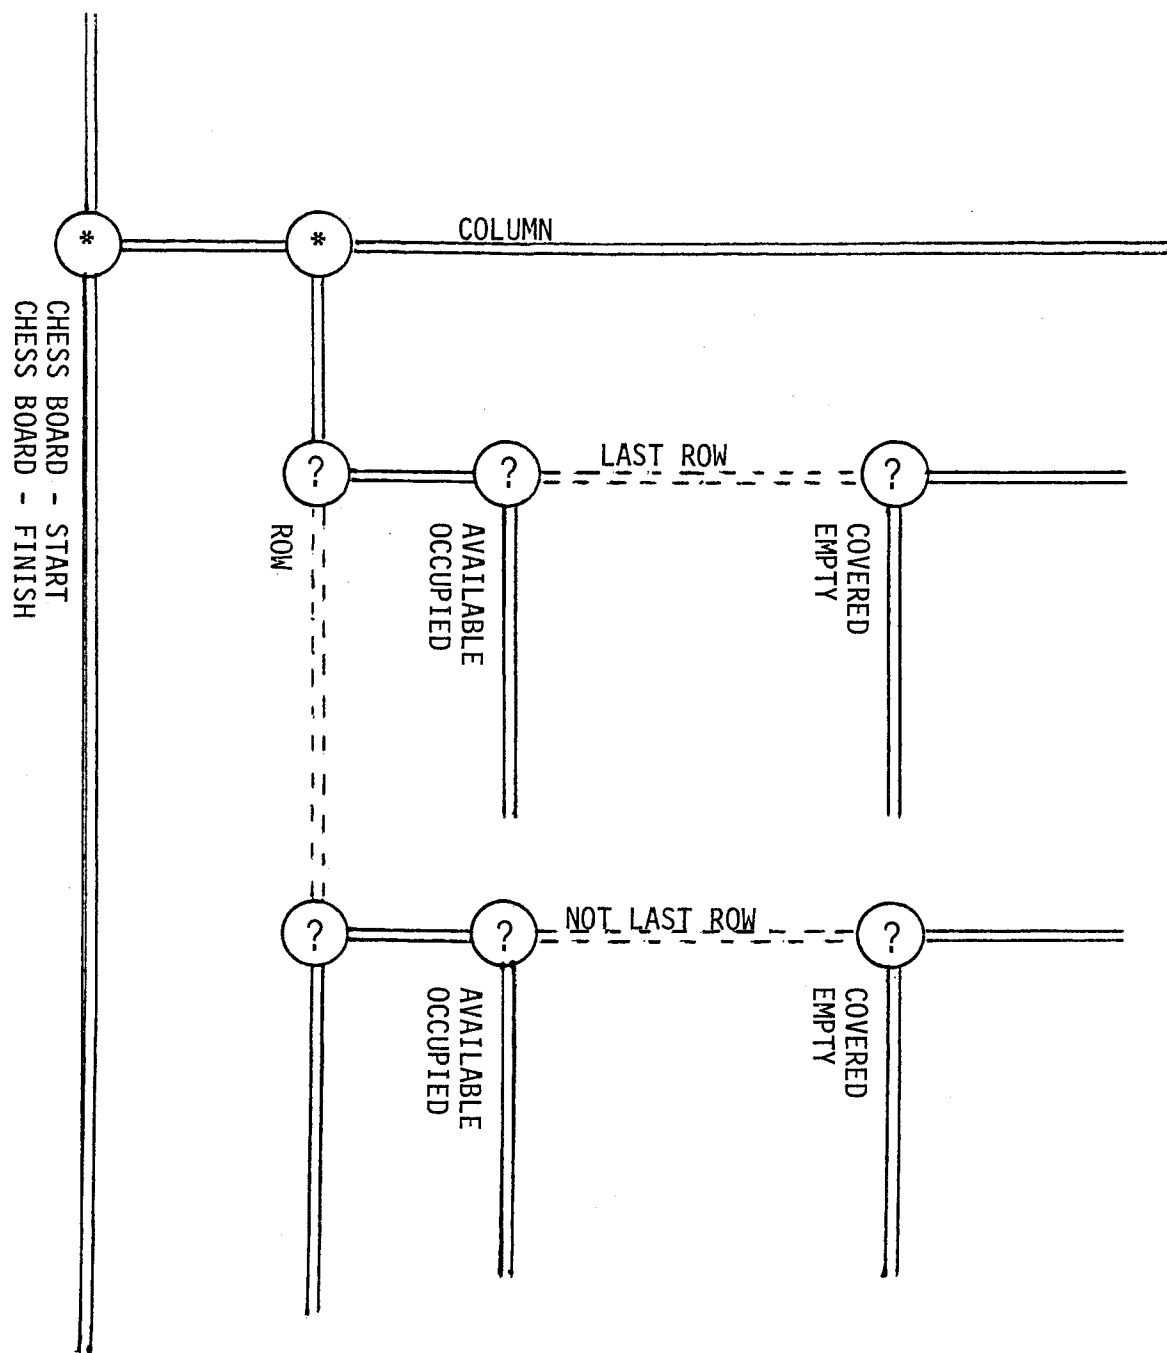 *
*
COLUMN
CHESS BOARD - START
CHESS BOARD - FINISH
?
?
LAST ROW
?
ROW
AVAILABLE
OCCUPIED
COVERED
EMPTY
?
?
NOT LAST ROW
?
AVAILABLE
OCCUPIED
COVERED
EMPTY